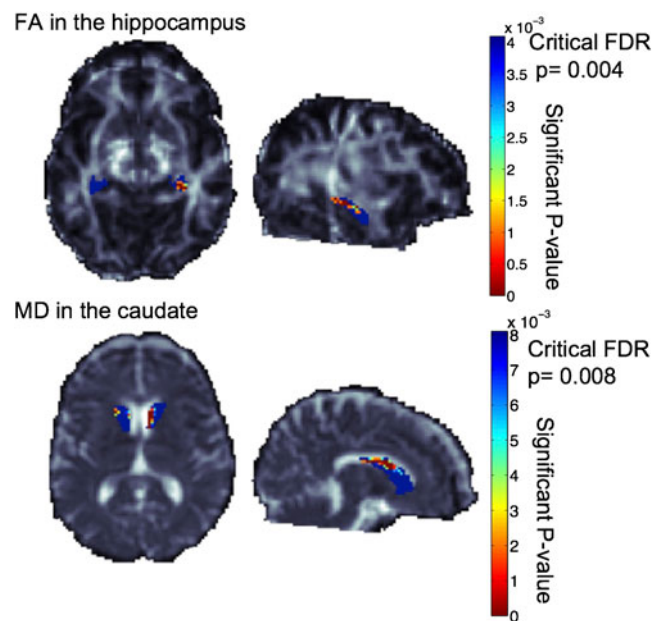 FA in the hippocampus
x 10⁻³
4
3.5
3
2.5
2
1.5
1
0.5
0
Significant P-value
Critical FDR
p= 0.004
MD in the caudate
x 10⁻³
8
7
6
5
4
3
2
1
0
Significant P-value
Critical FDR
p= 0.008